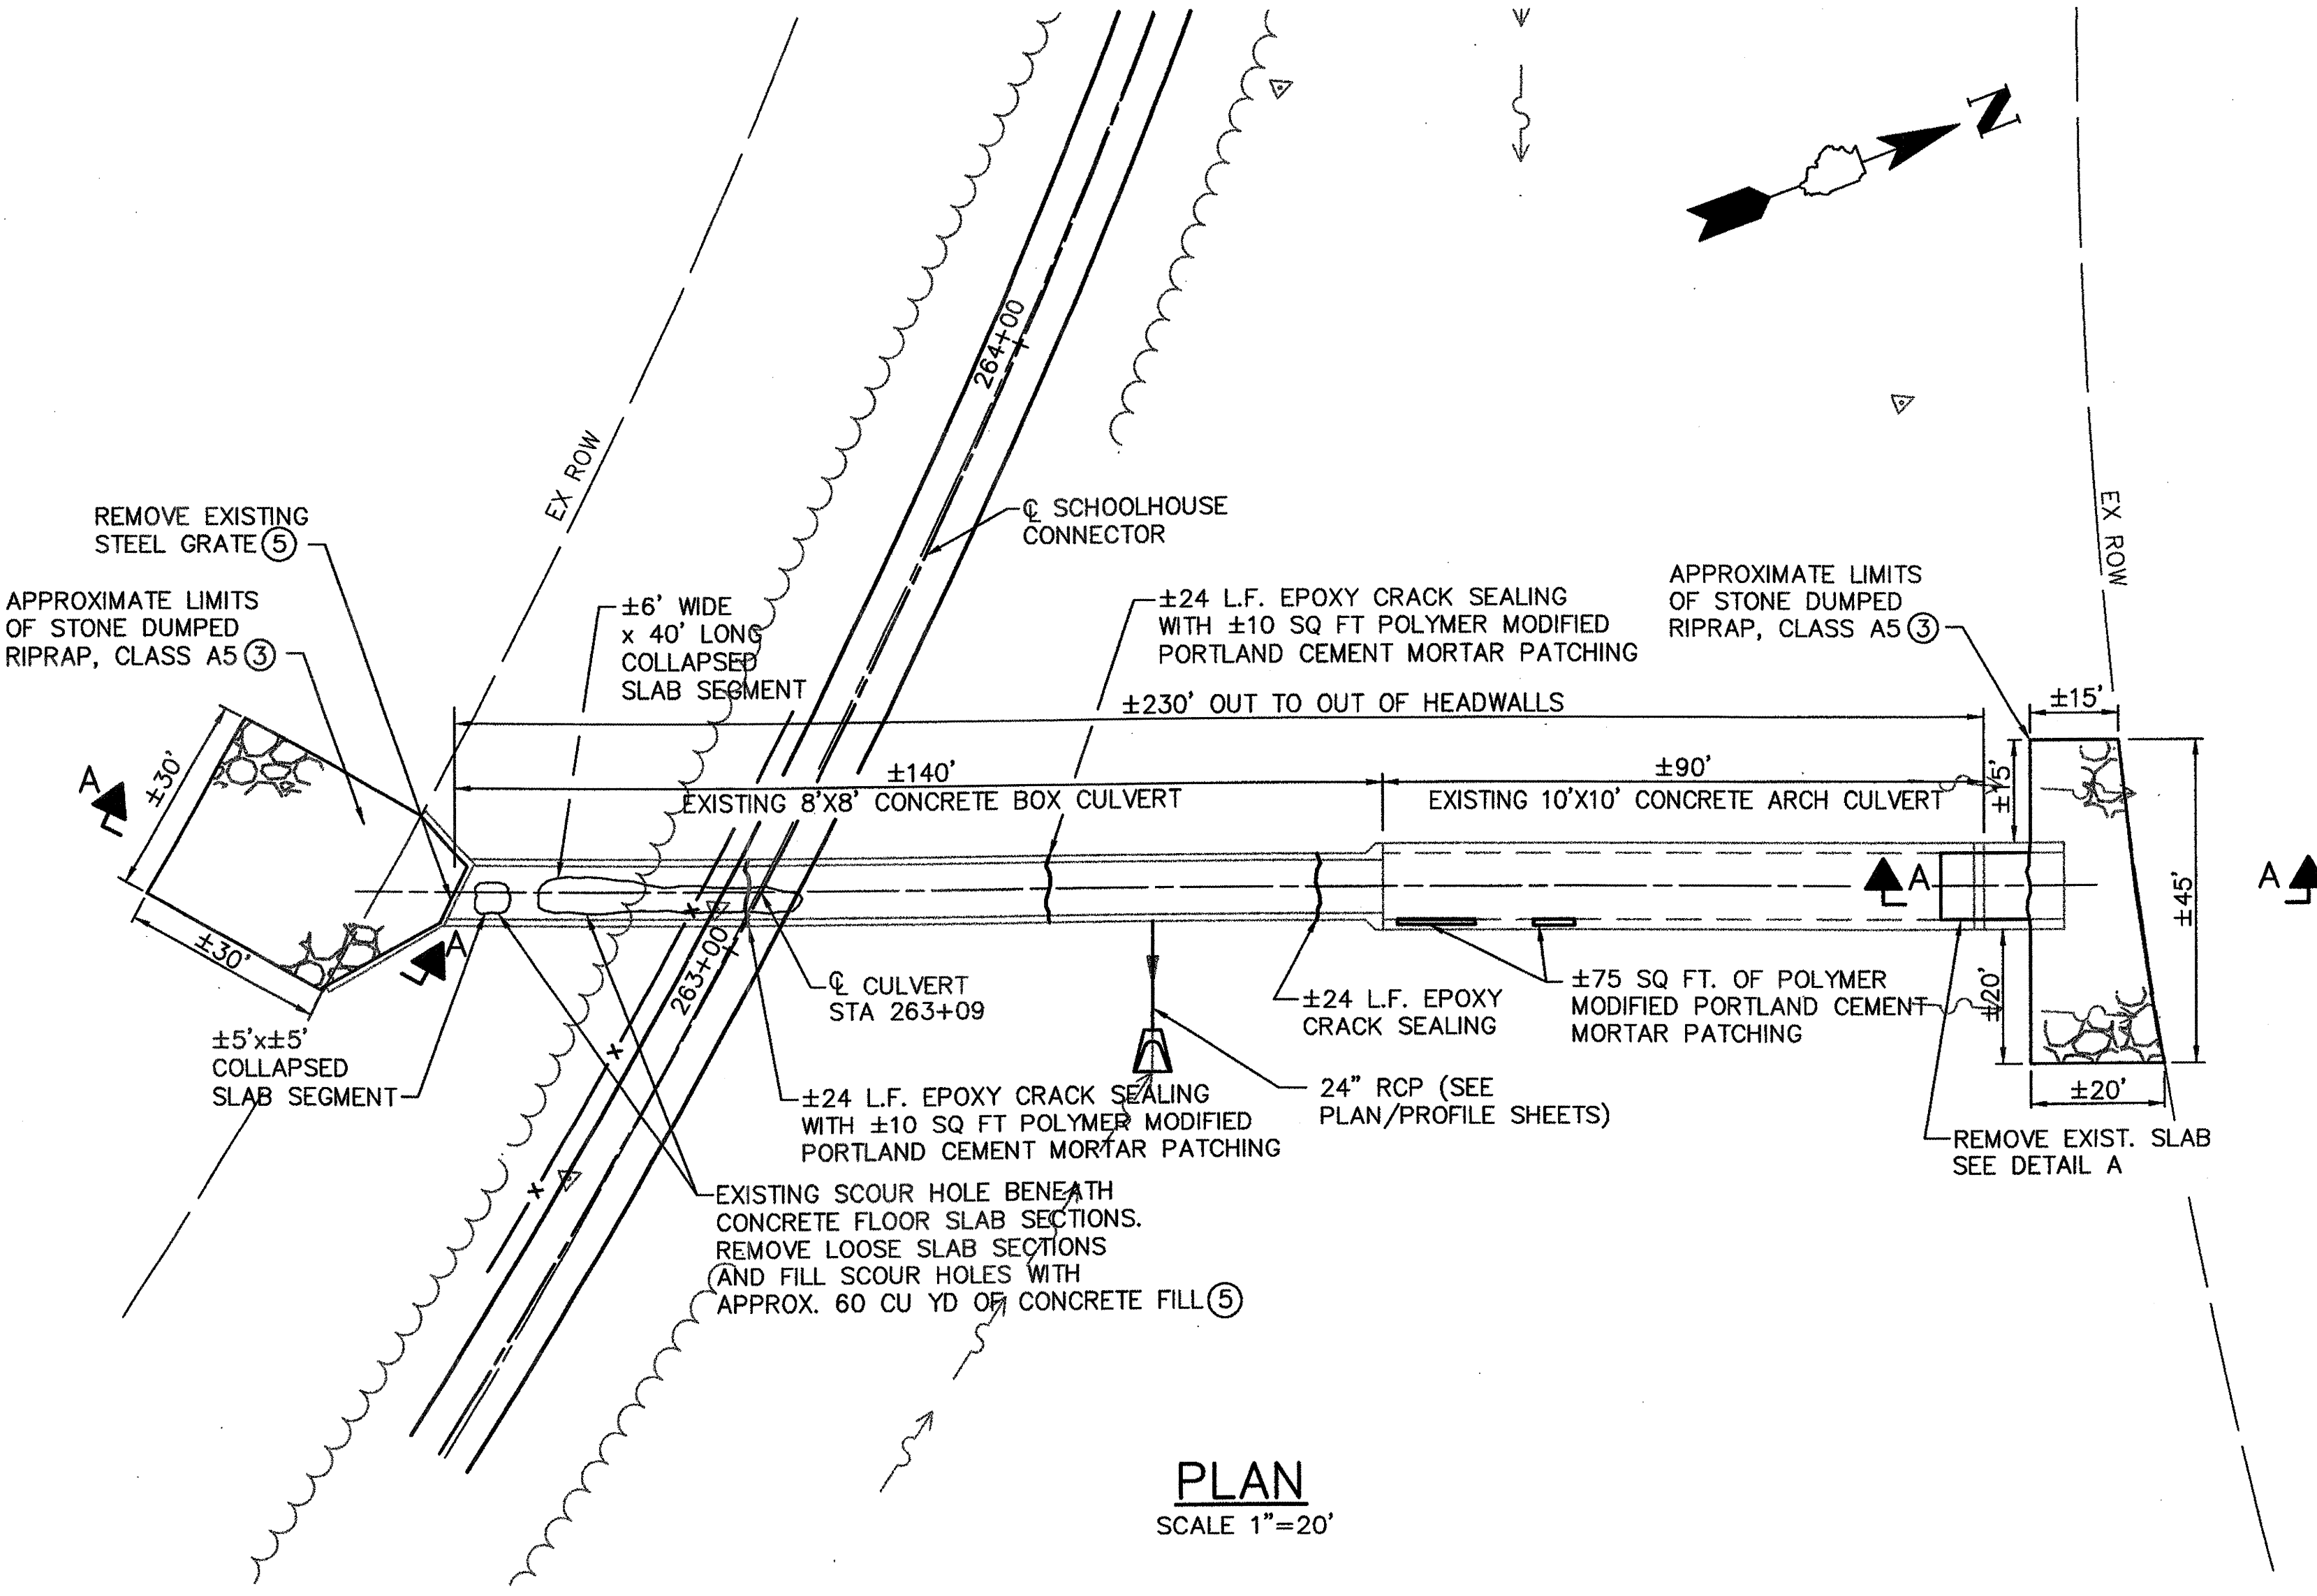 N
264+00
EX ROW
EX ROW
REMOVE EXISTING
STEEL GRATE ⑤
APPROXIMATE LIMITS
OF STONE DUMPED
RIPRAP, CLASS A5 ③
±6' WIDE
x 40' LONG
COLLAPSED
SLAB SEGMENT
℄ SCHOOLHOUSE
CONNECTOR
±24 L.F. EPOXY CRACK SEALING
WITH ±10 SQ FT POLYMER MODIFIED
PORTLAND CEMENT MORTAR PATCHING
APPROXIMATE LIMITS
OF STONE DUMPED
RIPRAP, CLASS A5 ③
±230' OUT TO OUT OF HEADWALLS
±15'
±140'
EXISTING 8'X8' CONCRETE BOX CULVERT
±90'
EXISTING 10'X10' CONCRETE ARCH CULVERT
±15'
A
±30'
A
A
±45'
A
±30'
263+00
℄ CULVERT
STA 263+09
±24 L.F. EPOXY
CRACK SEALING
±75 SQ FT. OF POLYMER
MODIFIED PORTLAND CEMENT
MORTAR PATCHING
±20'
±5'x±5'
COLLAPSED
SLAB SEGMENT
±24 L.F. EPOXY CRACK SEALING
WITH ±10 SQ FT POLYMER MODIFIED
PORTLAND CEMENT MORTAR PATCHING
24" RCP (SEE
PLAN/PROFILE SHEETS)
±20'
REMOVE EXIST. SLAB
SEE DETAIL A
EXISTING SCOUR HOLE BENEATH
CONCRETE FLOOR SLAB SECTIONS.
REMOVE LOOSE SLAB SECTIONS
AND FILL SCOUR HOLES WITH
APPROX. 60 CU YD OF CONCRETE FILL ⑤
PLAN
SCALE 1"=20'